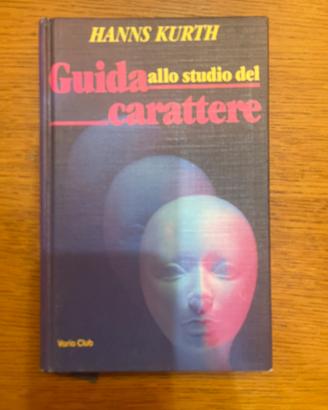 HANNS KURTH
Guida allo studio del
carattere
Vario Club